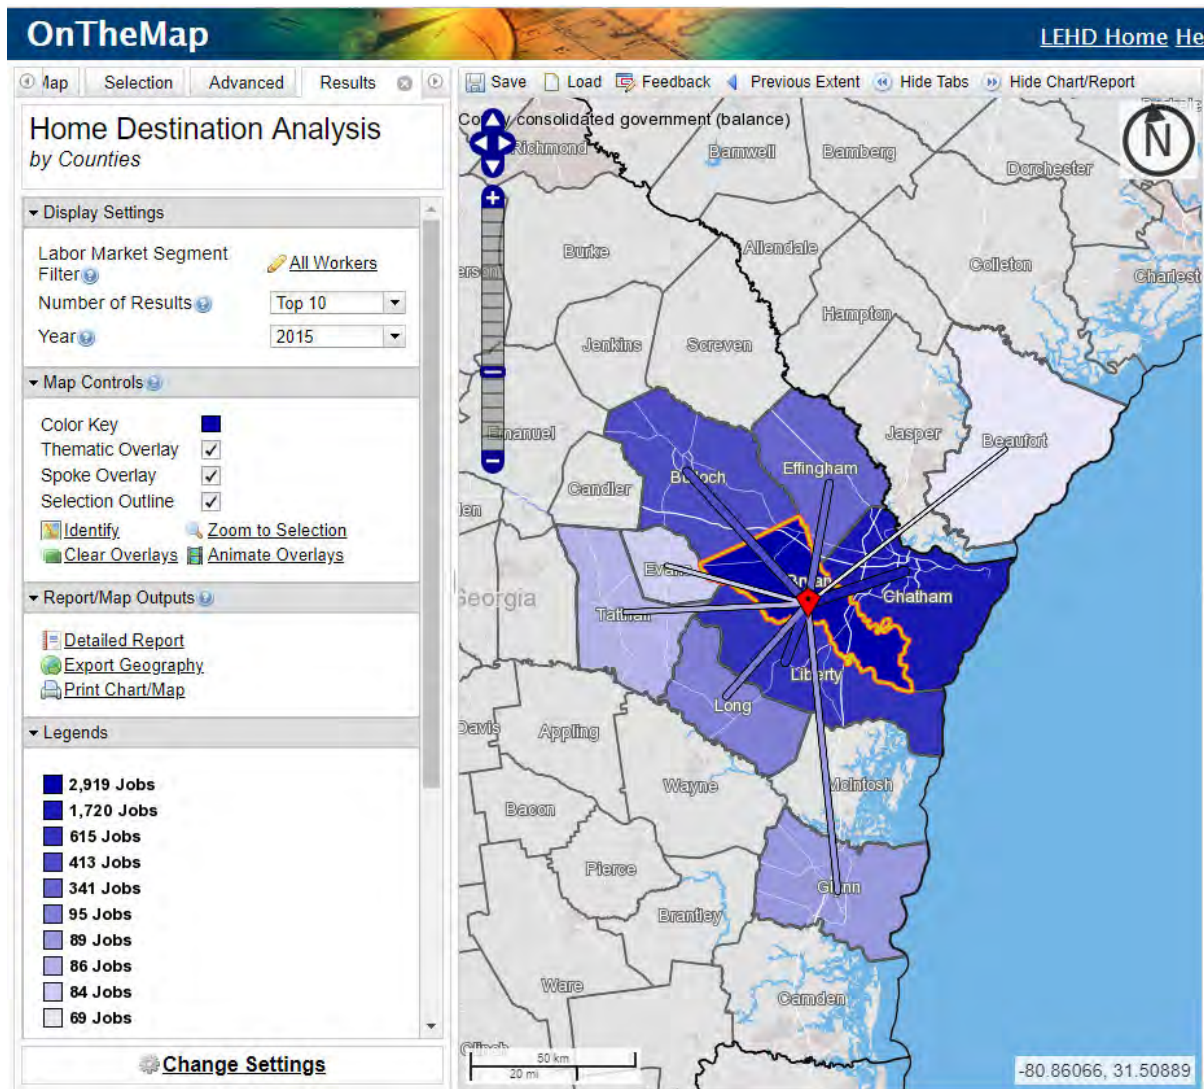 OnTheMap
LEHD Home He
Map Selection Advanced Results
Save Load Feedback Previous Extent Hide Tabs Hide Chart/Report
Home Destination Analysis
by Counties
Display Settings
Labor Market Segment
Filter All Workers
Number of Results Top 10
Year 2015
Map Controls
Color Key
Thematic Overlay
Spoke Overlay
Selection Outline
Identify Zoom to Selection
Clear Overlays Animate Overlays
Report/Map Outputs
Detailed Report
Export Geography
Print Chart/Map
Legends
2,919 Jobs
1,720 Jobs
615 Jobs
413 Jobs
341 Jobs
95 Jobs
89 Jobs
86 Jobs
84 Jobs
69 Jobs
Change Settings
consolidated government (balance)
N
Richmond
Barnwell
Bamberg
Dorchester
Burke
Allendale
Colleton
Charlest
Hampton
Jenkins
Screven
Emanuel
Jasper
Beaufort
Bulloch
Effingham
Candler
Evans
Bryan
Chatham
Georgia
Tattnall
Liberty
Long
Davis
Appling
Wayne
McIntosh
Bacon
Pierce
Glynn
Brantley
Ware
Camden
Clinch
50 km
20 mi
-80.86066, 31.50889